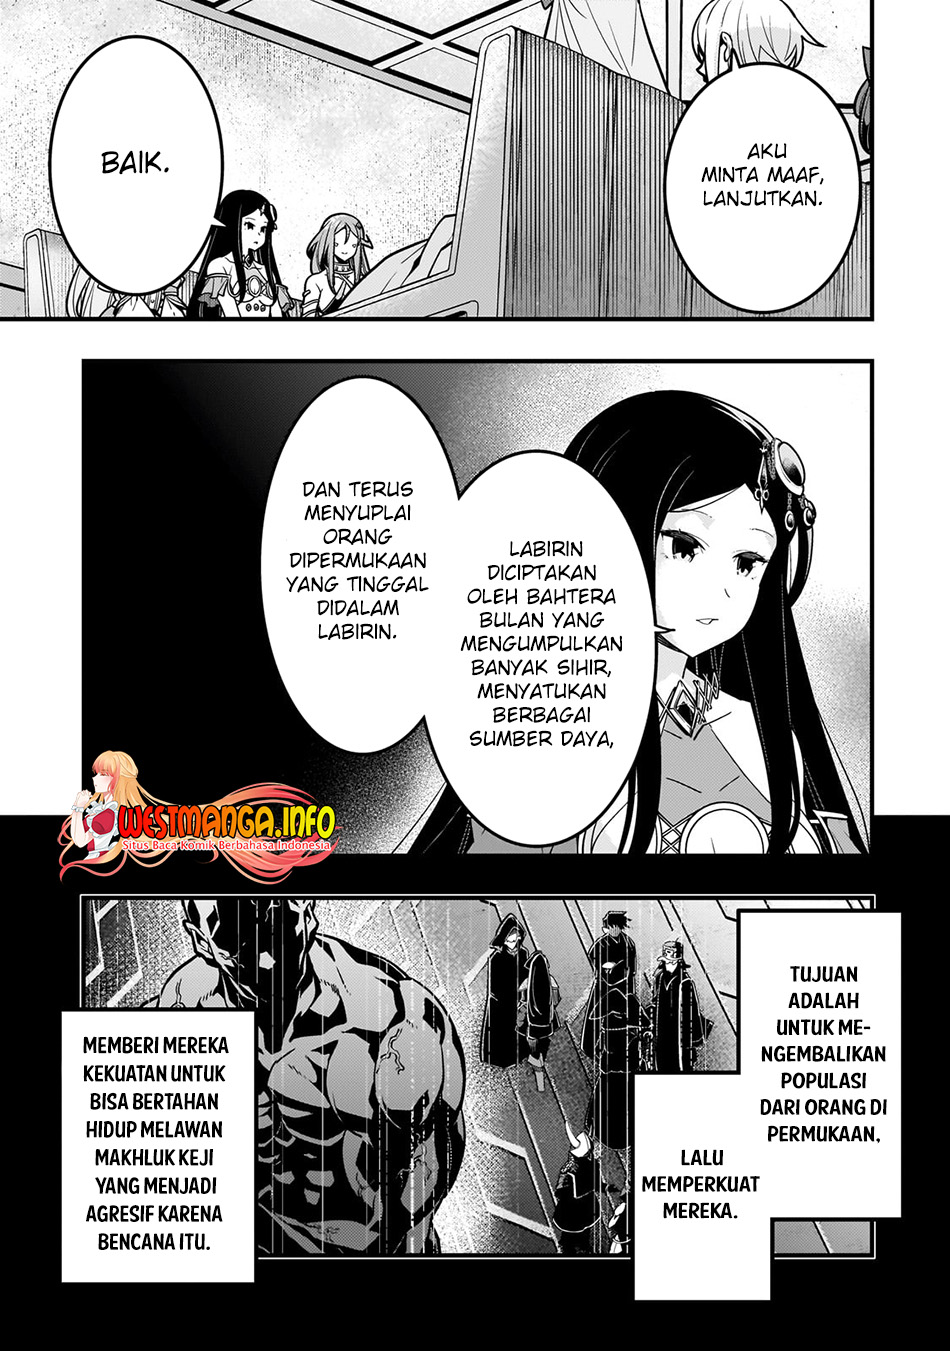 AKU
MINTA MAAF,
LANJUTKAN.
BAIK.
LABIRIN
DICIPTAKAN
OLEH BAHTERA
BULAN YANG
MENGUMPULKAN
BANYAK SIHIR,
MENYATUKAN
BERBAGAI
SUMBER DAYA,
DAN TERUS
MENYUPLAI
ORANG
DIPERMUKAAN
YANG TINGGAL
DIDALAM
LABIRIN.
WESTMANGA.INFO
Situs Baca Komik Berbahasa Indonesia
TUJUAN
ADALAH
UNTUK ME-
NGEMBALIKAN
POPULASI
DARI ORANG DI
PERMUKAAN,
LALU
MEMPERKUAT
MEREKA.
MEMBERI MEREKA
KEKUATAN UNTUK
BISA BERTAHAN
HIDUP MELAWAN
MAKHLUK KEJI
YANG MENJADI
AGRESIF KARENA
BENCANA ITU.